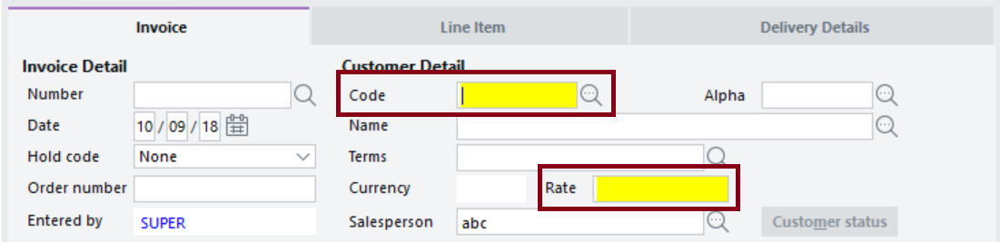 Invoice Line Item Delivery Details
Invoice Detail Customer Detail
Number Code Alpha
Date 10 / 09 / 18 Name
Hold code None Terms
Order number Currency Rate
Entered by SUPER Salesperson abc Customer status